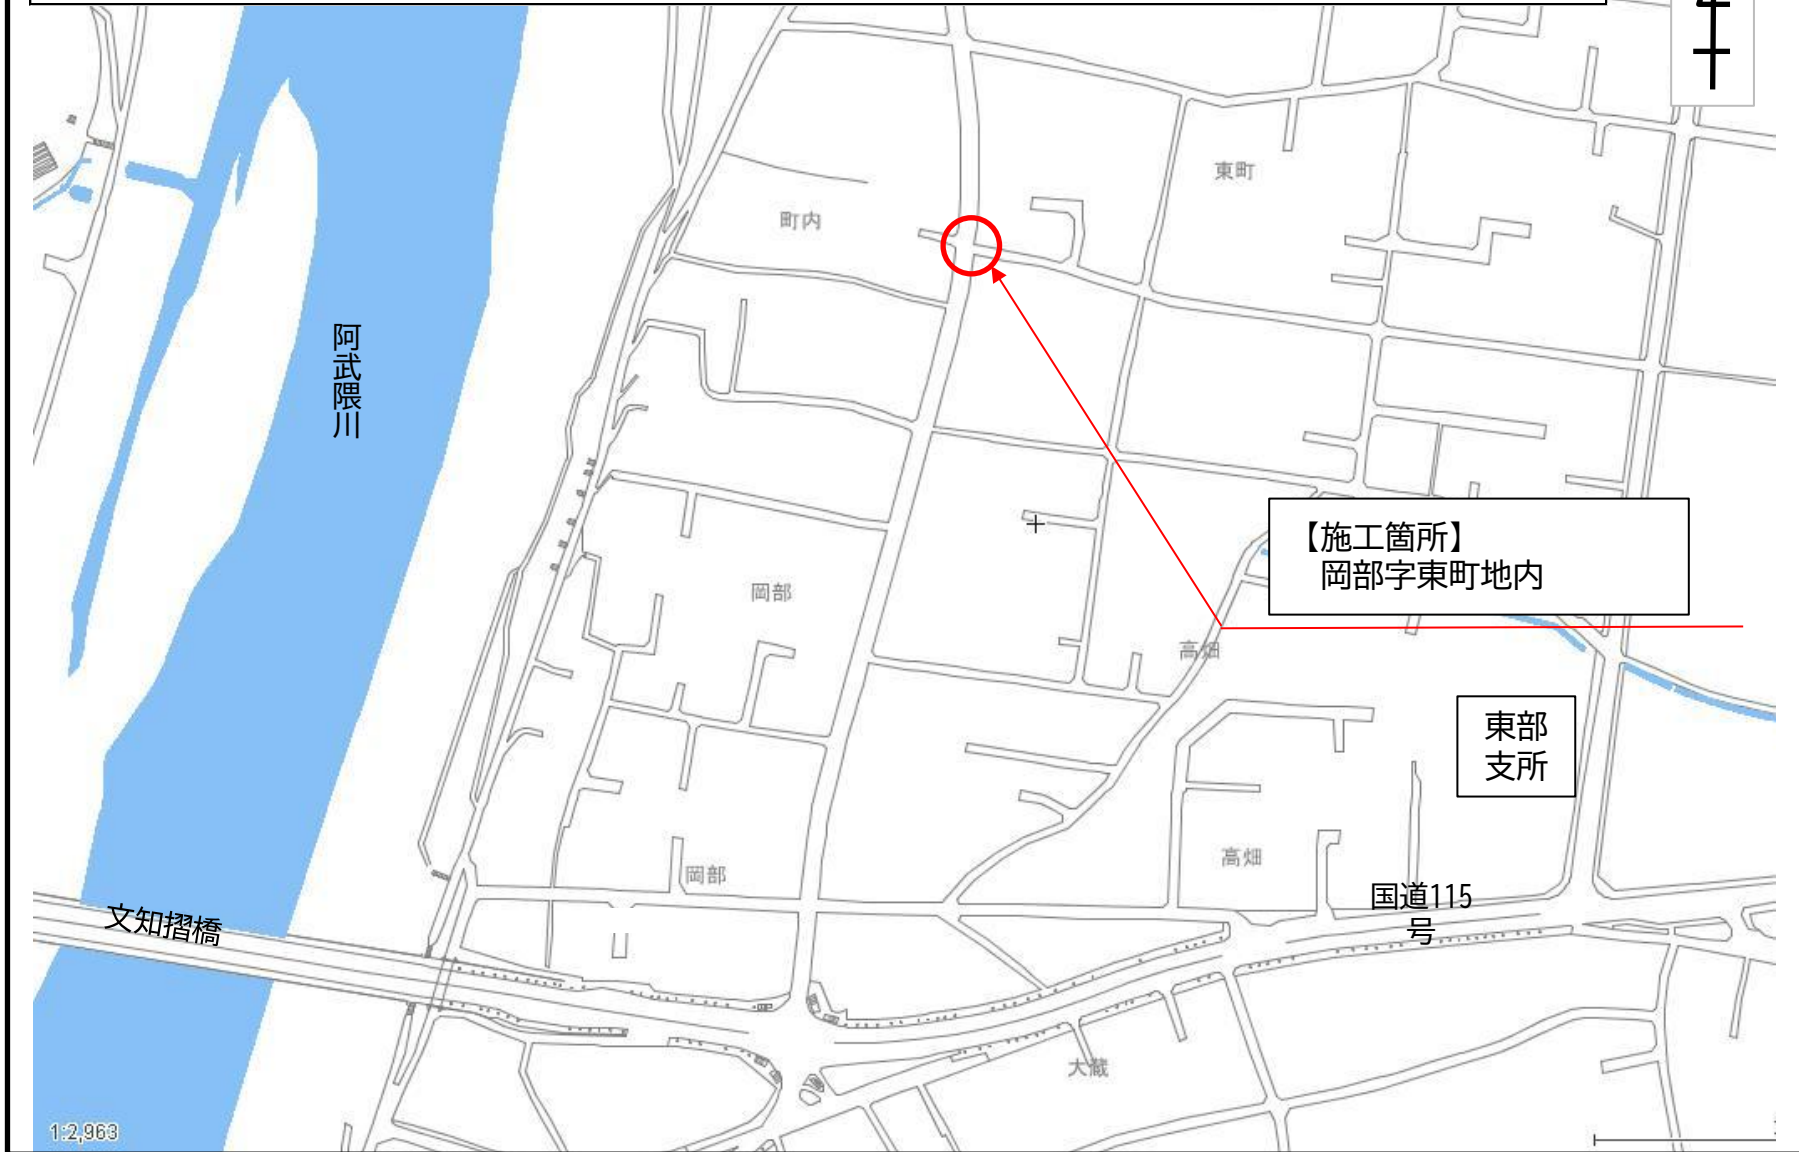 東町
町内
阿武隈川
【施工箇所】
岡部字東町地内
岡部
高畑
東部
支所
高畑
岡部
国道115
号
文知摺橋
大蔵
1:2,963